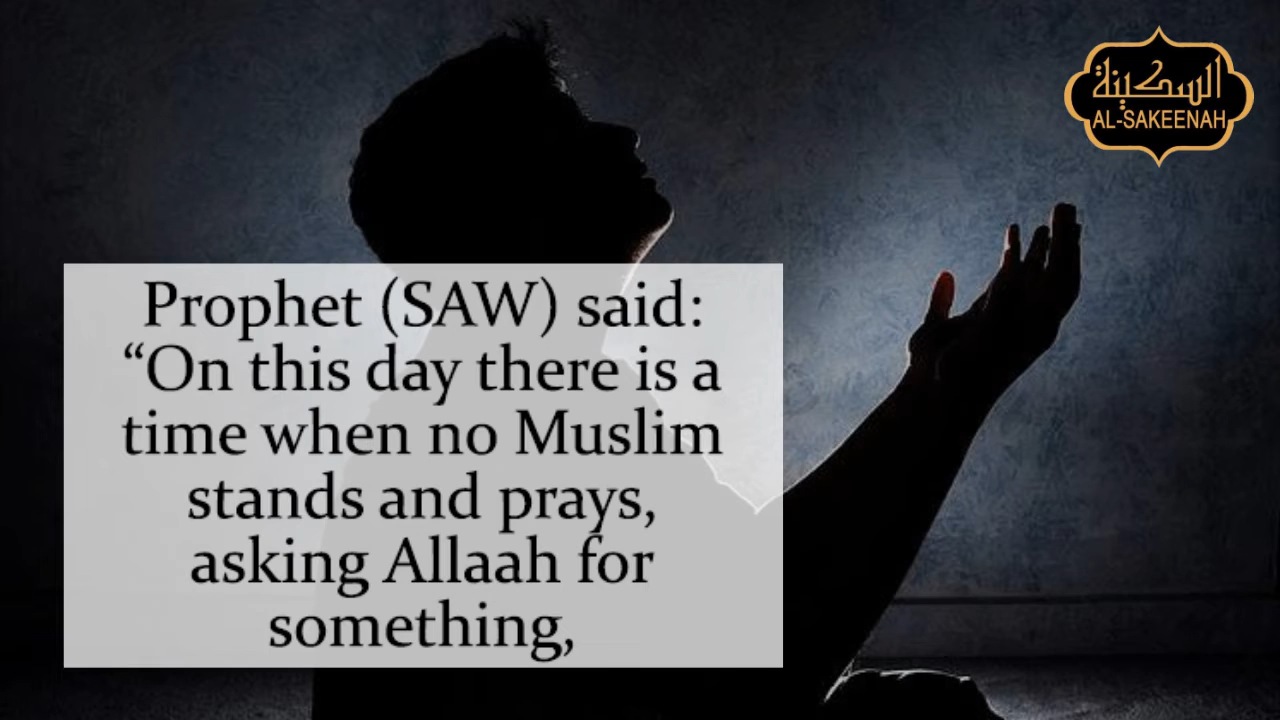 السكينة
AL-SAKEENAH
Prophet (SAW) said:
“On this day there is a
time when no Muslim
stands and prays,
asking Allaah for
something,